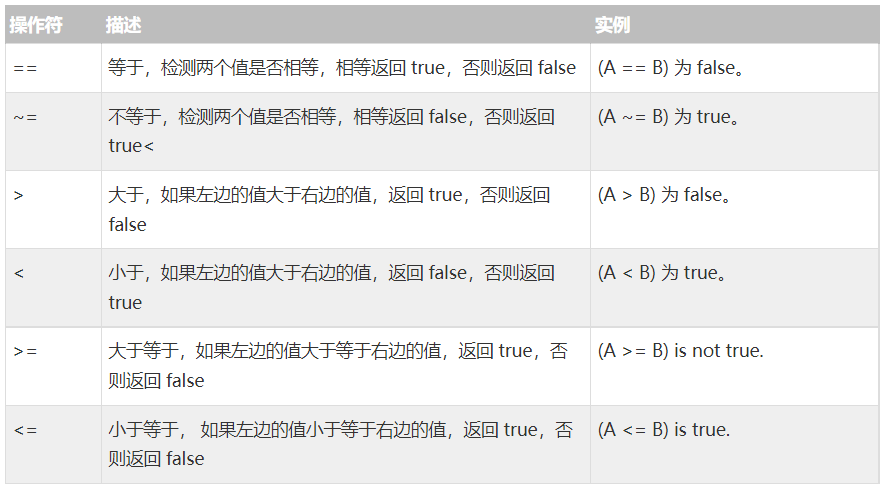 操作符 描述 实例
== 等于，检测两个值是否相等，相等返回 true，否则返回 false (A == B) 为 false。
~= 不等于，检测两个值是否相等，相等返回 false，否则返回 (A ~= B) 为 true。
true<
> 大于，如果左边的值大于右边的值，返回 true，否则返回 (A > B) 为 false。
false
< 小于，如果左边的值大于右边的值，返回 false，否则返回 (A < B) 为 true。
true
>= 大于等于，如果左边的值大于等于右边的值，返回 true，否 (A >= B) is not true.
则返回 false
<= 小于等于， 如果左边的值小于等于右边的值，返回 true，否 (A <= B) is true.
则返回 false